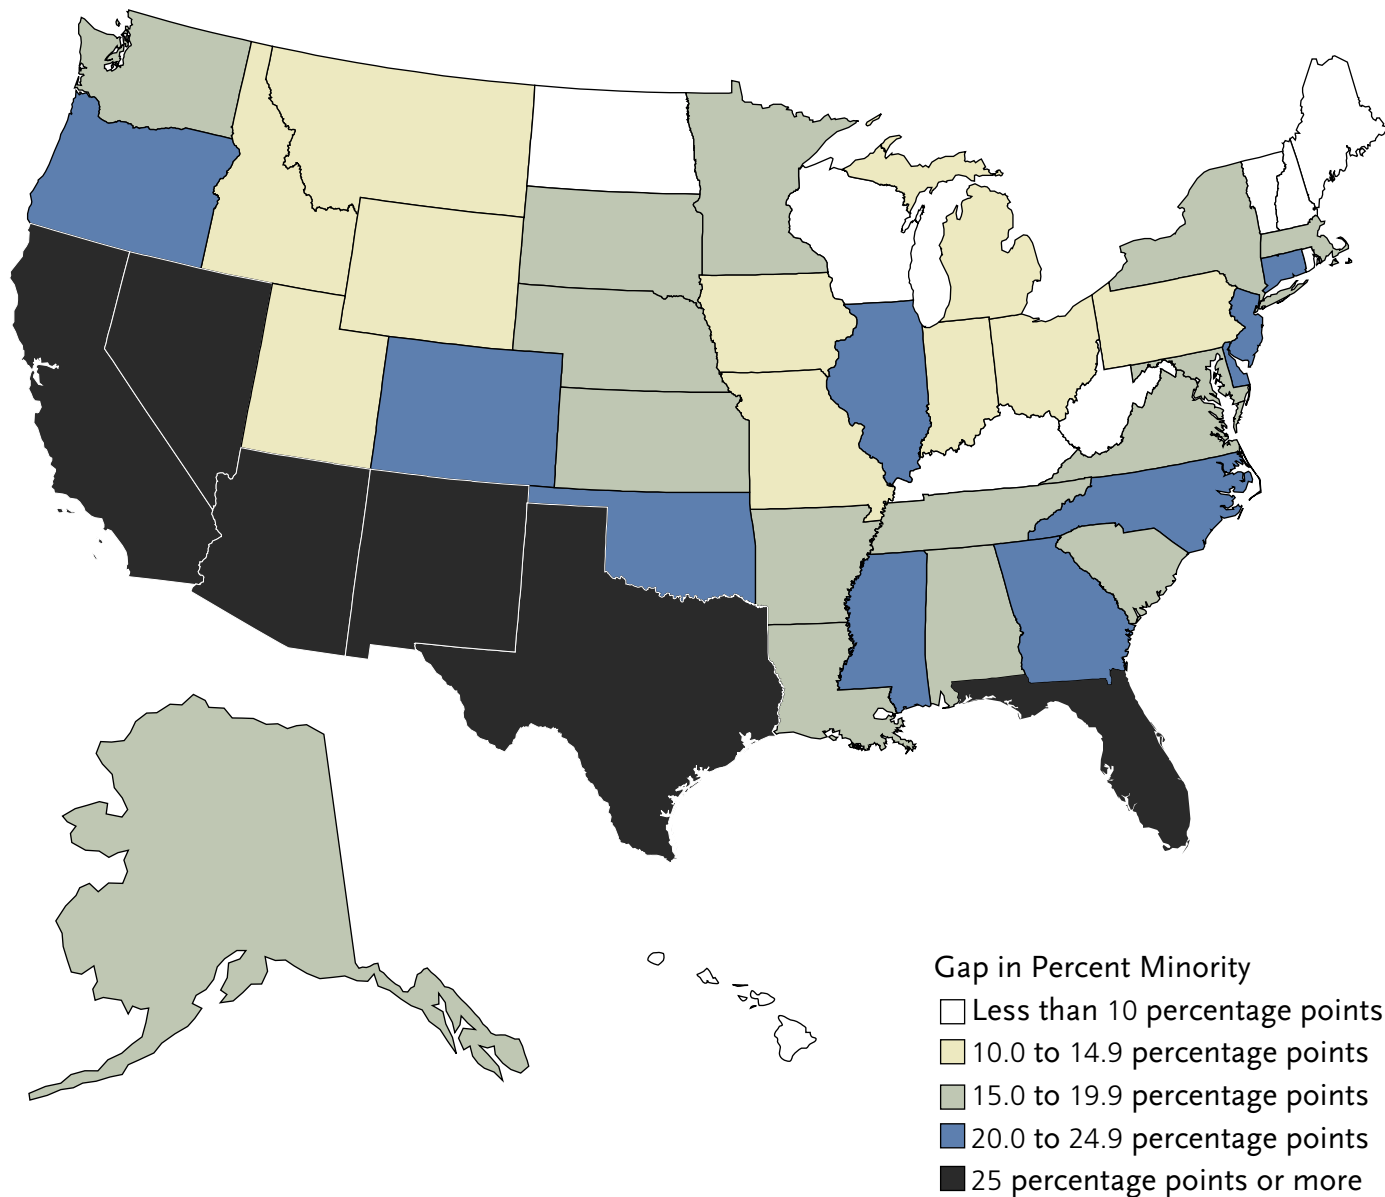 Gap in Percent Minority
Less than 10 percentage points
10.0 to 14.9 percentage points
15.0 to 19.9 percentage points
20.0 to 24.9 percentage points
25 percentage points or more